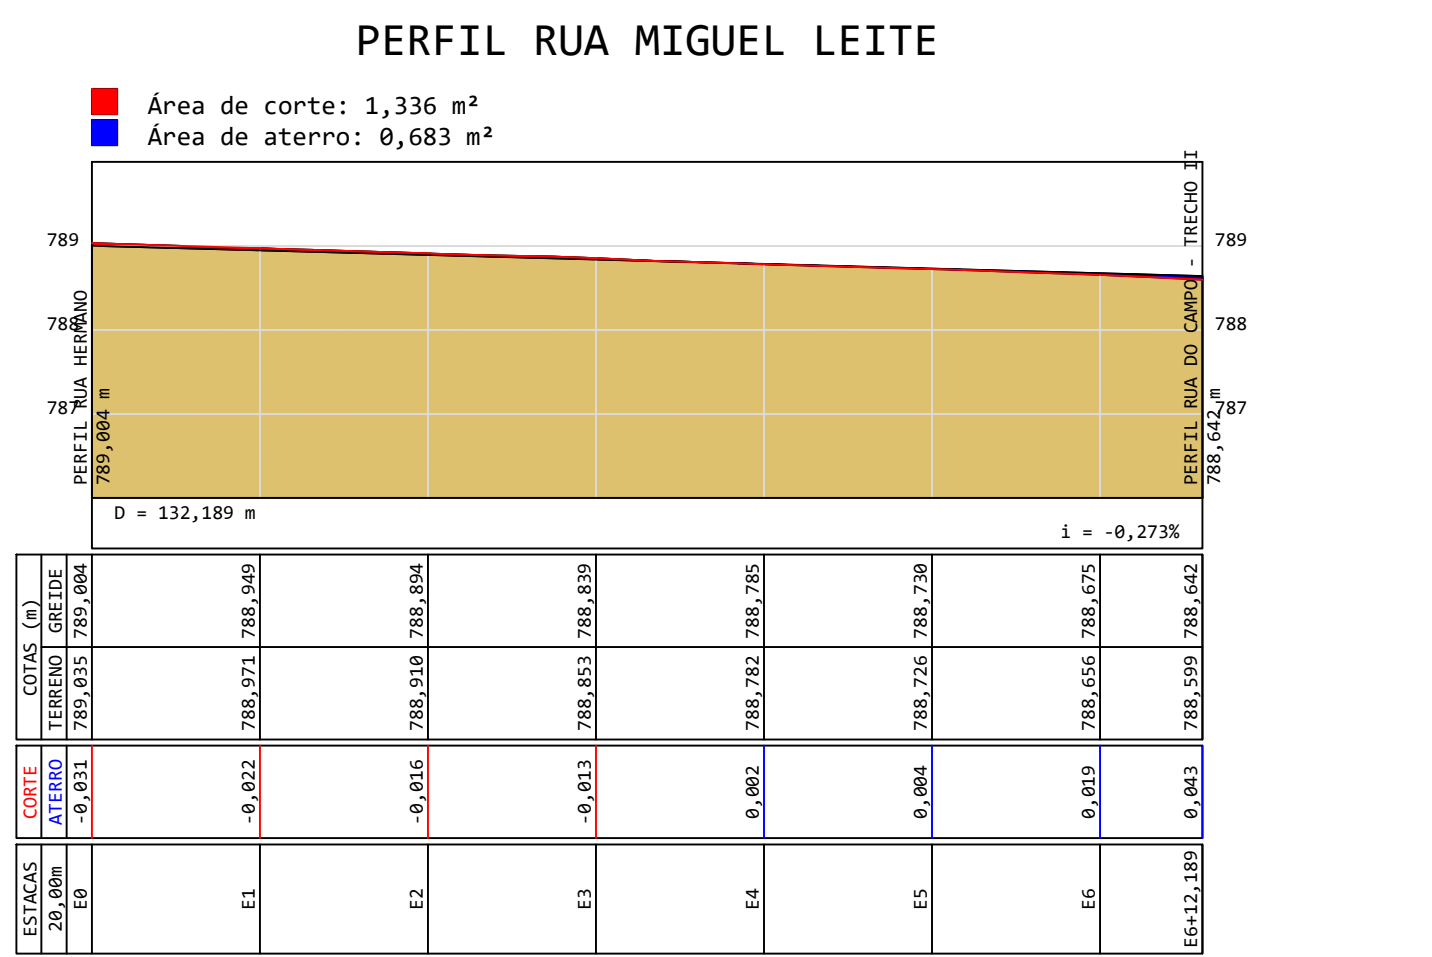 PERFIL RUA MIGUEL LEITE
Área de corte: 1,336 m²
Área de aterro: 0,683 m²
789
788
787
PERFIL RUA HERMANO
789,004 m
PERFIL RUA DO CAMPO - TRECHO II
788,642 m
789
788
787
D = 132,189 m
i = -0,273%
COTAS (m)
GREIDE
789,004
788,949
788,894
788,839
788,785
788,730
788,675
788,642
TERRENO
789,035
788,971
788,910
788,853
788,782
788,726
788,656
788,599
CORTE
ATERRO
-0,031
-0,022
-0,016
-0,013
0,002
0,004
0,019
0,043
ESTACAS
20,00m
E0
E1
E2
E3
E4
E5
E6
E6+12,189